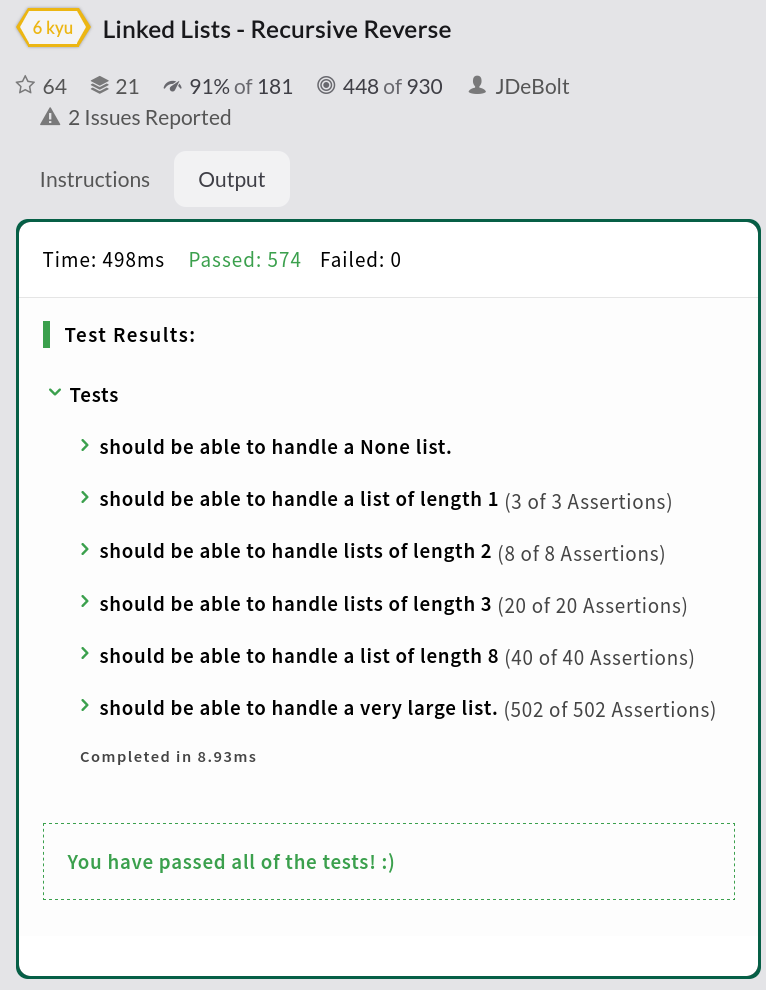 6 kyu Linked Lists - Recursive Reverse
64 21 91% of 181 448 of 930 JDeBolt
2 Issues Reported
Instructions Output
Time: 498ms Passed: 574 Failed: 0
Test Results:
Tests
should be able to handle a None list.
should be able to handle a list of length 1 (3 of 3 Assertions)
should be able to handle lists of length 2 (8 of 8 Assertions)
should be able to handle lists of length 3 (20 of 20 Assertions)
should be able to handle a list of length 8 (40 of 40 Assertions)
should be able to handle a very large list. (502 of 502 Assertions)
Completed in 8.93ms
You have passed all of the tests! :)